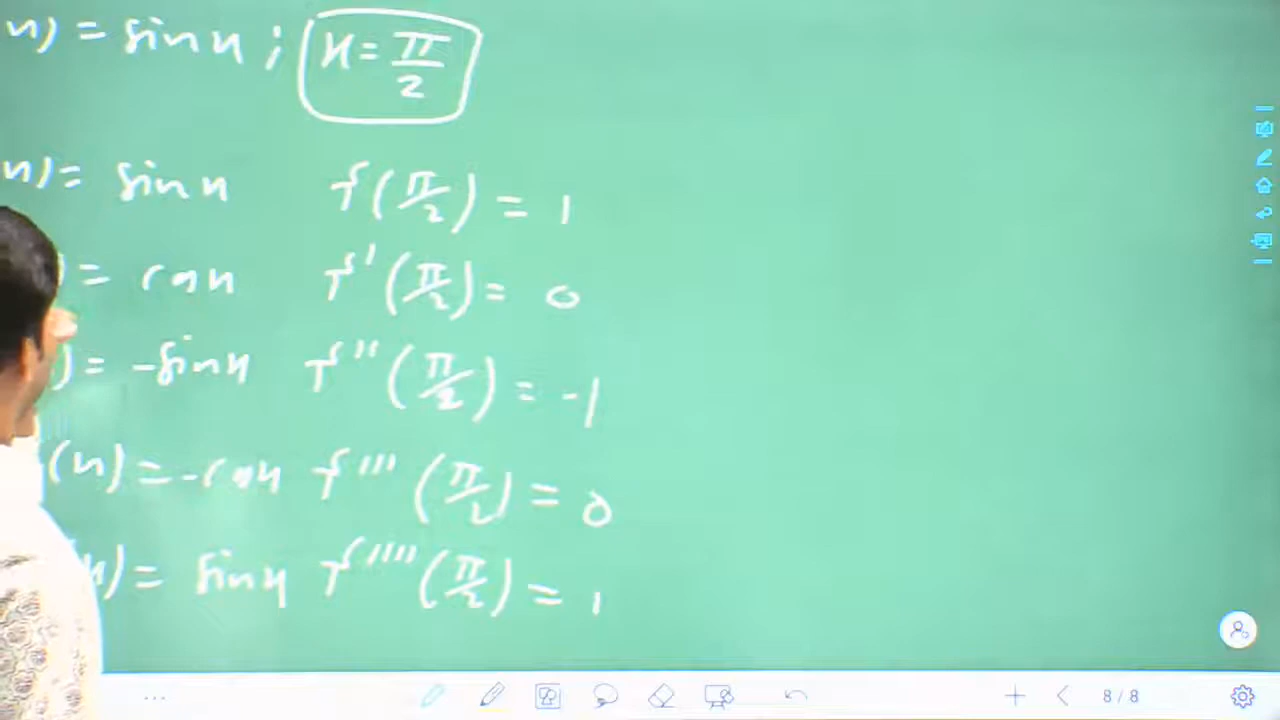 x) = sin x ; x = π/2
x) = sin x f(π/2) = 1
) = cos x f'(π/2) = 0
) = -sin x f''(π/2) = -1
(x) = -cos x f'''(π/2) = 0
x) = sin x f''''(π/2) = 1
8 / 8